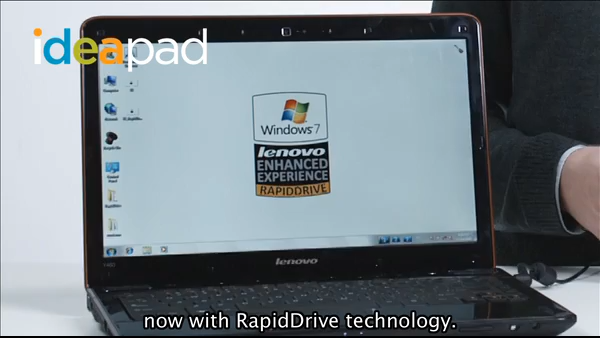 ideapad
Windows 7
lenovo
ENHANCED
EXPERIENCE
RAPIDDRIVE
lenovo
now with RapidDrive technology.